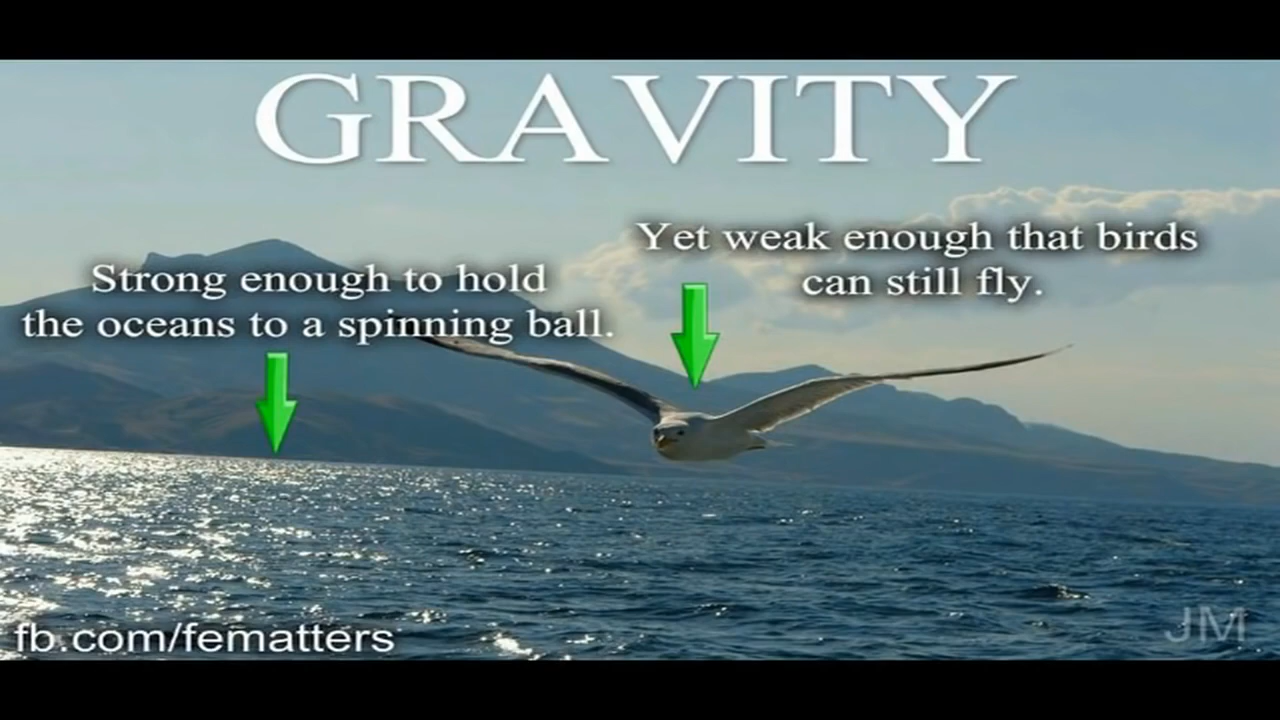 GRAVITY
Strong enough to hold
the oceans to a spinning ball.
Yet weak enough that birds
can still fly.
fb.com/fematters
JM